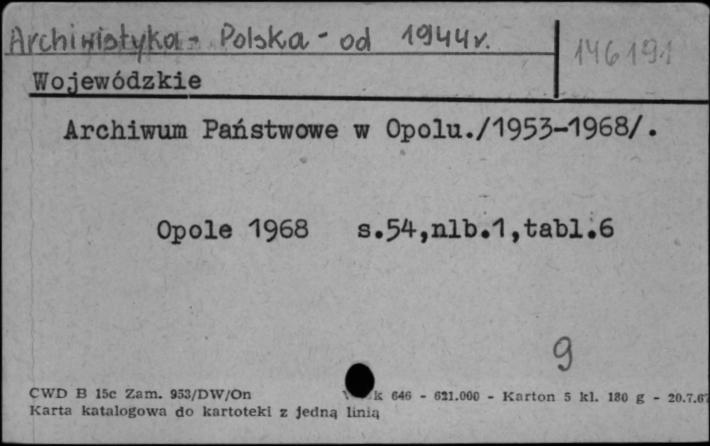 Archiwistyka - Polska - od 1944r.
146191
Wojewódzkie
Archiwum Państwowe w Opolu./1953-1968/.
Opole 1968 s.54,nlb.1,tabl.6
9
CWD B 15c Zam. 953/DW/On k 646 - 621.000 - Karton 5 kl. 180 g - 20.7.67
Karta katalogowa do kartoteki z jedną linią